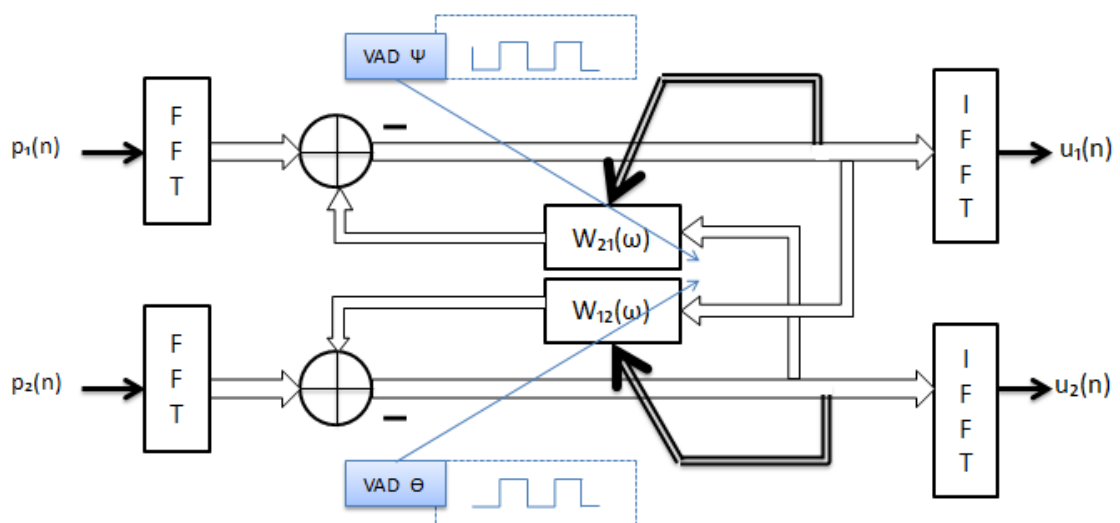 VAD Ψ
p₁(n)
F
F
T
I
F
F
T
u₁(n)
W₂₁(ω)
W₁₂(ω)
p₂(n)
F
F
T
I
F
F
T
u₂(n)
VAD Θ